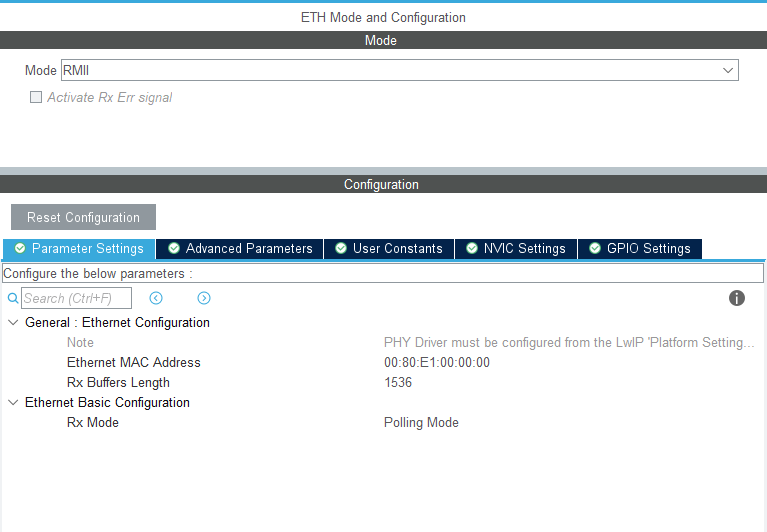 ETH Mode and Configuration
Mode
Mode RMII
Activate Rx Err signal
Configuration
Reset Configuration
Parameter Settings Advanced Parameters User Constants NVIC Settings GPIO Settings
Configure the below parameters :
Search (Ctrl+F)
General : Ethernet Configuration
Note PHY Driver must be configured from the LwIP 'Platform Setting...
Ethernet MAC Address 00:80:E1:00:00:00
Rx Buffers Length 1536
Ethernet Basic Configuration
Rx Mode Polling Mode